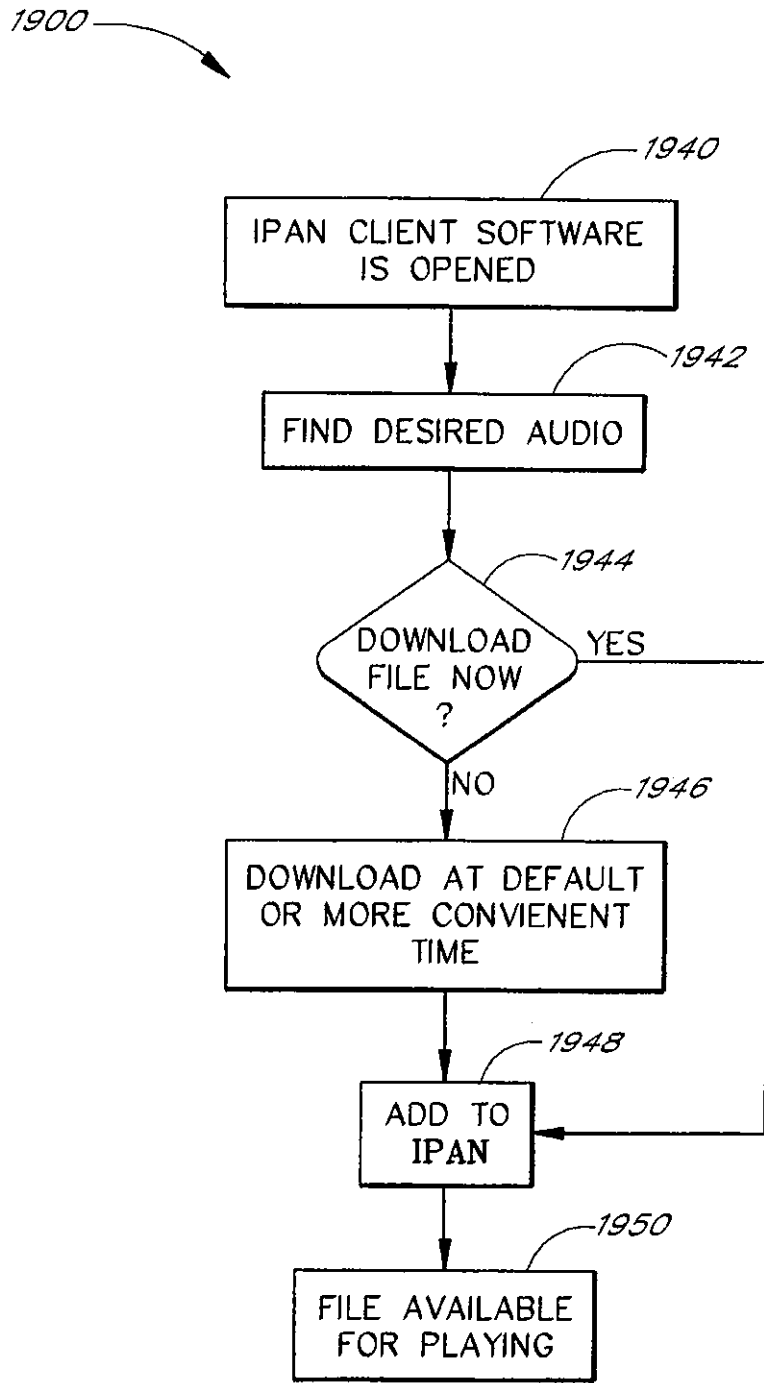 1900
1940
IPAN CLIENT SOFTWARE
IS OPENED
1942
FIND DESIRED AUDIO
1944
DOWNLOAD
FILE NOW
?
YES
NO
1946
DOWNLOAD AT DEFAULT
OR MORE CONVIENENT
TIME
1948
ADD TO
IPAN
1950
FILE AVAILABLE
FOR PLAYING